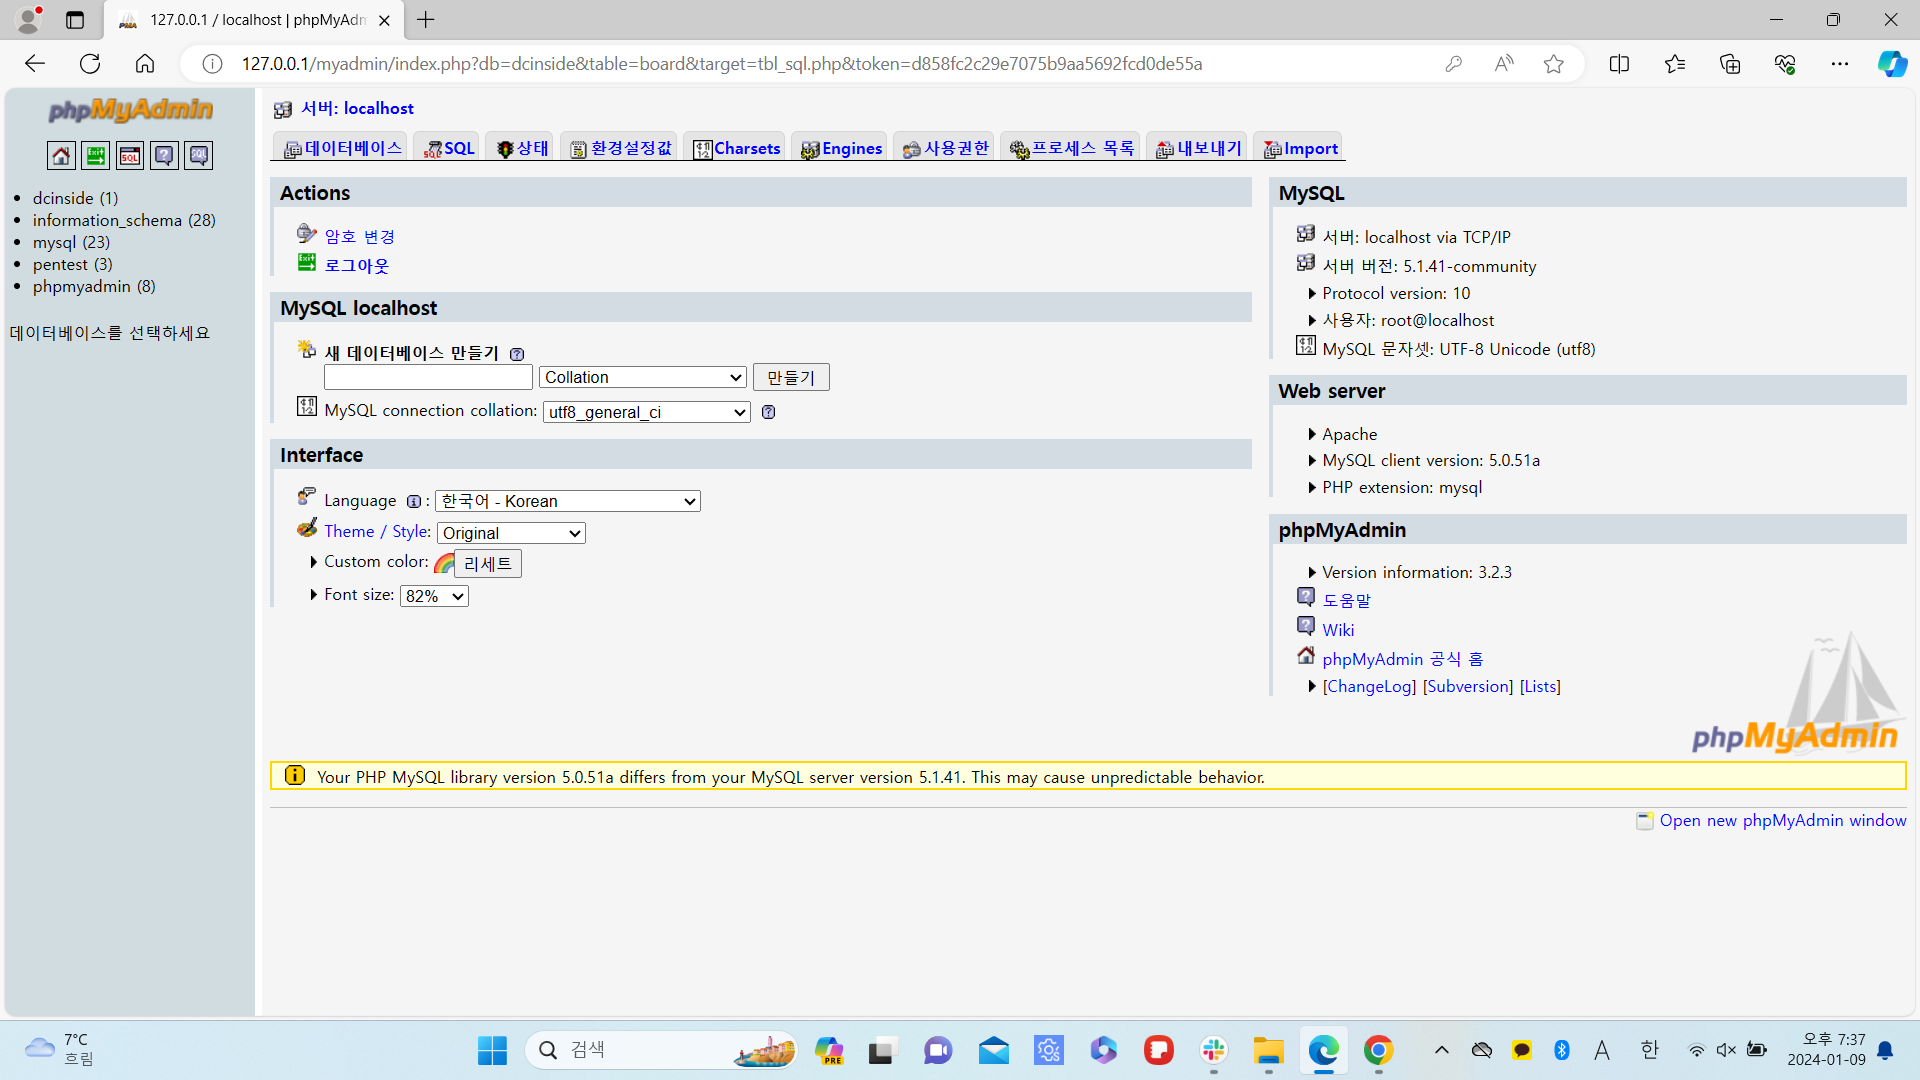 127.0.0.1 / localhost | phpMyAdm
127.0.0.1/myadmin/index.php?db=dcinside&table=board&target=tbl_sql.php&token=d858fc2c29e7075b9aa5692fcd0de55a
phpMyAdmin
Exit SQL ? SQL
dcinside (1)
information_schema (28)
mysql (23)
pentest (3)
phpmyadmin (8)
데이터베이스를 선택하세요
서버: localhost
데이터베이스 SQL 상태 환경설정값 Charsets Engines 사용권한 프로세스 목록 내보내기 Import
Actions
암호 변경
로그아웃
MySQL localhost
새 데이터베이스 만들기
Collation 만들기
MySQL connection collation: utf8_general_ci
Interface
Language : 한국어 - Korean
Theme / Style: Original
Custom color: 리세트
Font size: 82%
MySQL
서버: localhost via TCP/IP
서버 버전: 5.1.41-community
Protocol version: 10
사용자: root@localhost
MySQL 문자셋: UTF-8 Unicode (utf8)
Web server
Apache
MySQL client version: 5.0.51a
PHP extension: mysql
phpMyAdmin
Version information: 3.2.3
도움말
Wiki
phpMyAdmin 공식 홈
[ChangeLog] [Subversion] [Lists]
phpMyAdmin
Your PHP MySQL library version 5.0.51a differs from your MySQL server version 5.1.41. This may cause unpredictable behavior.
Open new phpMyAdmin window
7°C
흐림
검색
PRE
A 한
오후 7:37
2024-01-09